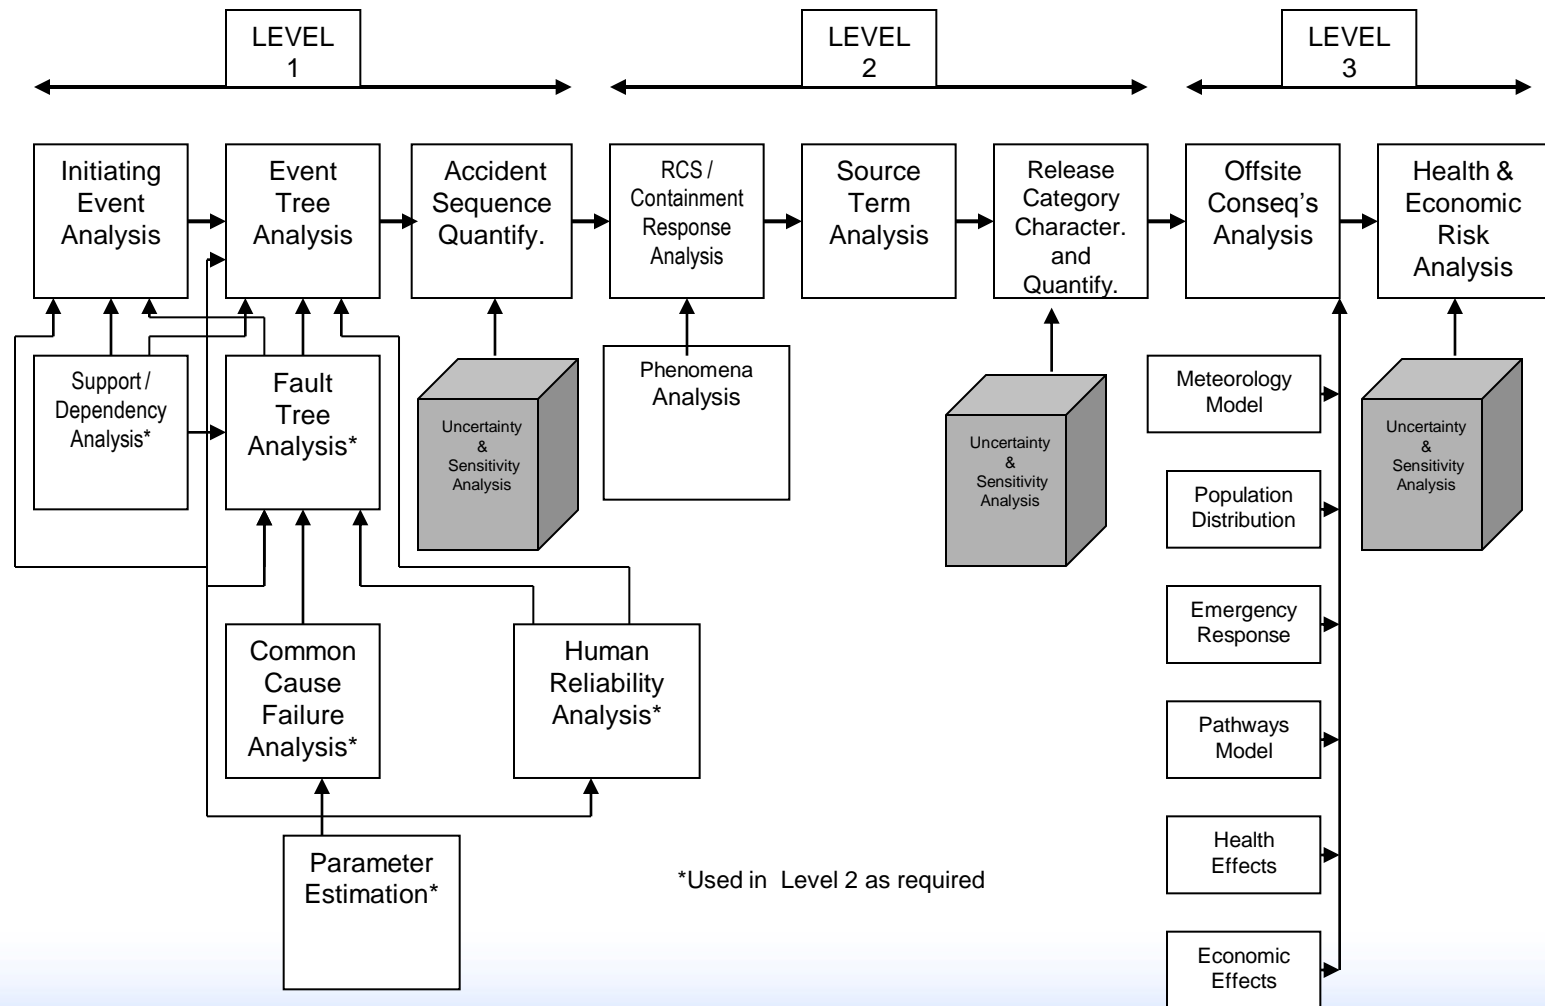 LEVEL
1
LEVEL
2
LEVEL
3
Initiating
Event
Analysis
Event
Tree
Analysis
Accident
Sequence
Quantify.
RCS /
Containment
Response
Analysis
Source
Term
Analysis
Release
Category
Character.
and
Quantify.
Offsite
Conseq's
Analysis
Health &
Economic
Risk
Analysis
Support /
Dependency
Analysis*
Fault
Tree
Analysis*
Uncertainty
&
Sensitivity
Analysis
Phenomena
Analysis
Uncertainty
&
Sensitivity
Analysis
Meteorology
Model
Uncertainty
&
Sensitivity
Analysis
Population
Distribution
Emergency
Response
Common
Cause
Failure
Analysis*
Human
Reliability
Analysis*
Pathways
Model
Parameter
Estimation*
*Used in Level 2 as required
Health
Effects
Economic
Effects